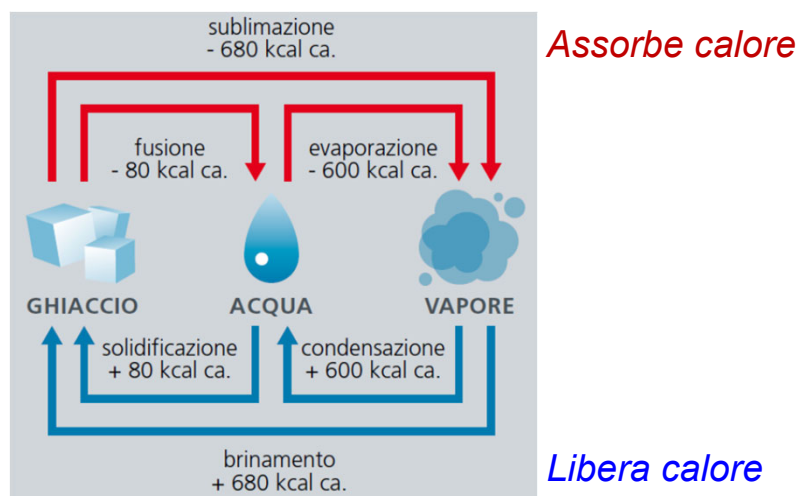 sublimazione
- 680 kcal ca.
Assorbe calore
fusione
- 80 kcal ca.
evaporazione
- 600 kcal ca.
GHIACCIO
ACQUA
VAPORE
solidificazione
+ 80 kcal ca.
condensazione
+ 600 kcal ca.
brinamento
+ 680 kcal ca.
Libera calore